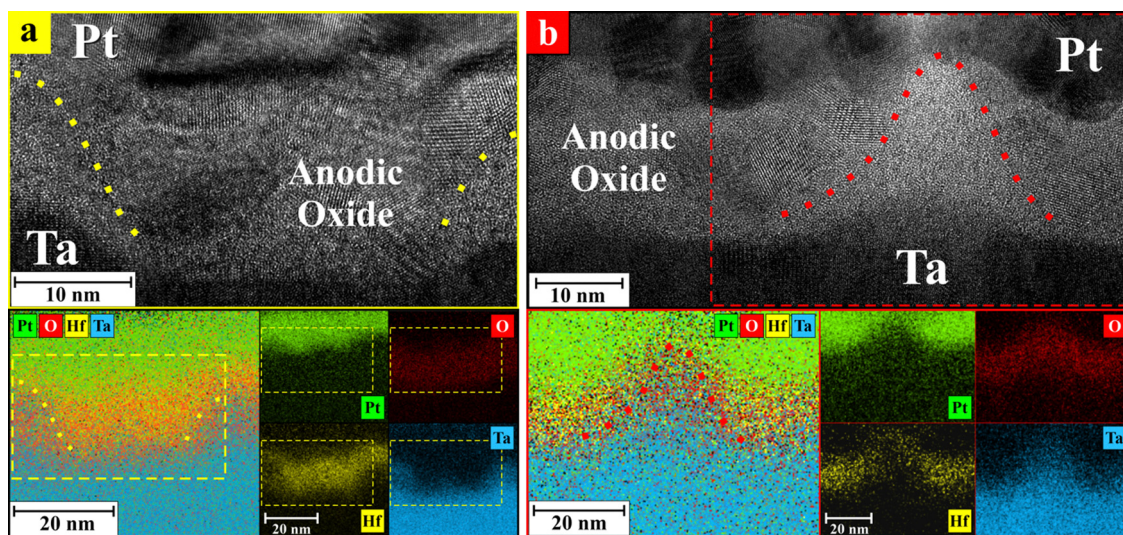 a
Pt
Anodic
Oxide
Ta
10 nm
Pt O Hf Ta
20 nm
Pt
O
Hf
20 nm
Ta
b
Pt
Anodic
Oxide
Ta
10 nm
Pt O Hf Ta
20 nm
Pt
O
Hf
20 nm
Ta